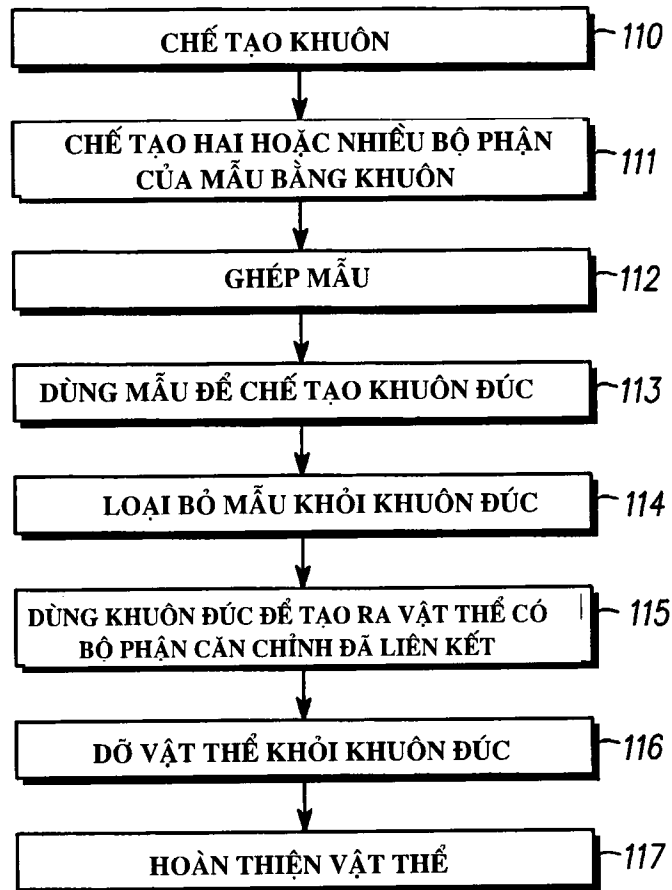 CHẾ TẠO KHUÔN
110
CHẾ TẠO HAI HOẶC NHIỀU BỘ PHẬN
CỦA MẪU BẰNG KHUÔN
111
GHÉP MẪU
112
DÙNG MẪU ĐỂ CHẾ TẠO KHUÔN ĐÚC
113
LOẠI BỎ MẪU KHỎI KHUÔN ĐÚC
114
DÙNG KHUÔN ĐÚC ĐỂ TẠO RA VẬT THỂ CÓ
BỘ PHẬN CĂN CHỈNH ĐÃ LIÊN KẾT
115
DỠ VẬT THỂ KHỎI KHUÔN ĐÚC
116
HOÀN THIỆN VẬT THỂ
117